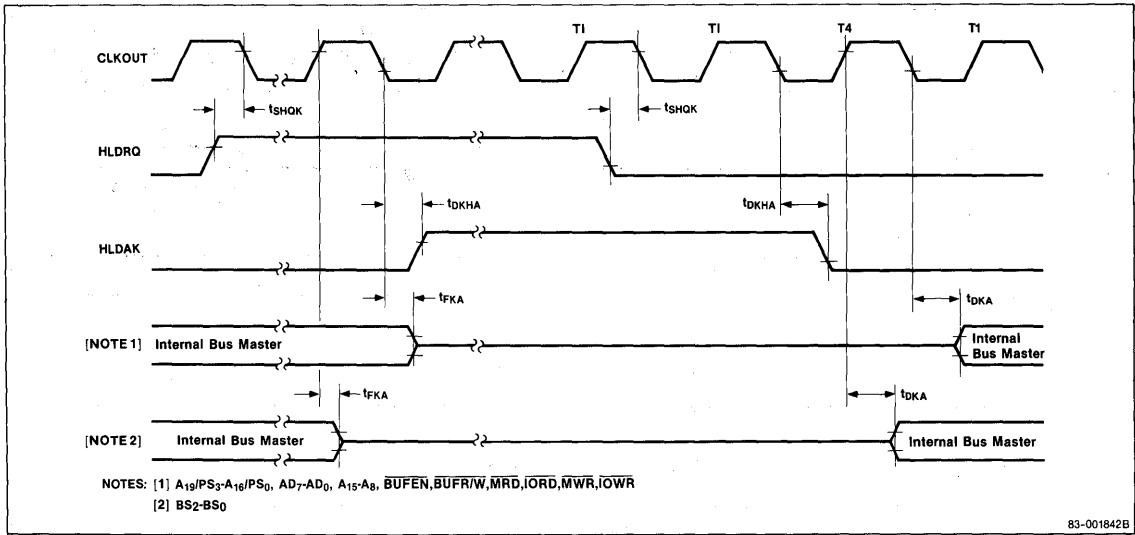 TI TI T4 T1
CLKOUT
tSHQK tSHQK
HLDRQ
tDKHA tDKHA
HLDAK
tFKA tDKA
[NOTE 1] Internal Bus Master Internal
Bus Master
tFKA tDKA
[NOTE 2] Internal Bus Master Internal Bus Master
NOTES: [1] A19/PS3-A16/PS0, AD7-AD0, A15-A8, BUFEN, BUFR/W, MRD, IORD, MWR, IOWR
[2] BS2-BS0
83-001842B